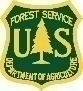 FOREST SERVICE
U S
DEPARTMENT OF AGRICULTURE